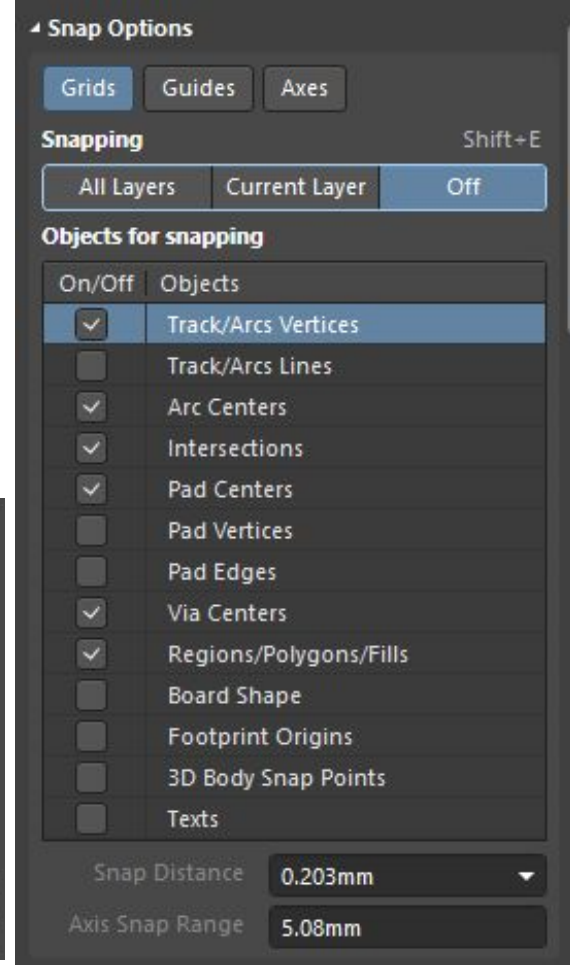 Snap Options
Grids Guides Axes
Snapping Shift+E
All Layers Current Layer Off
Objects for snapping
On/Off Objects
Track/Arcs Vertices
Track/Arcs Lines
Arc Centers
Intersections
Pad Centers
Pad Vertices
Pad Edges
Via Centers
Regions/Polygons/Fills
Board Shape
Footprint Origins
3D Body Snap Points
Texts
Snap Distance 0.203mm
Axis Snap Range 5.08mm